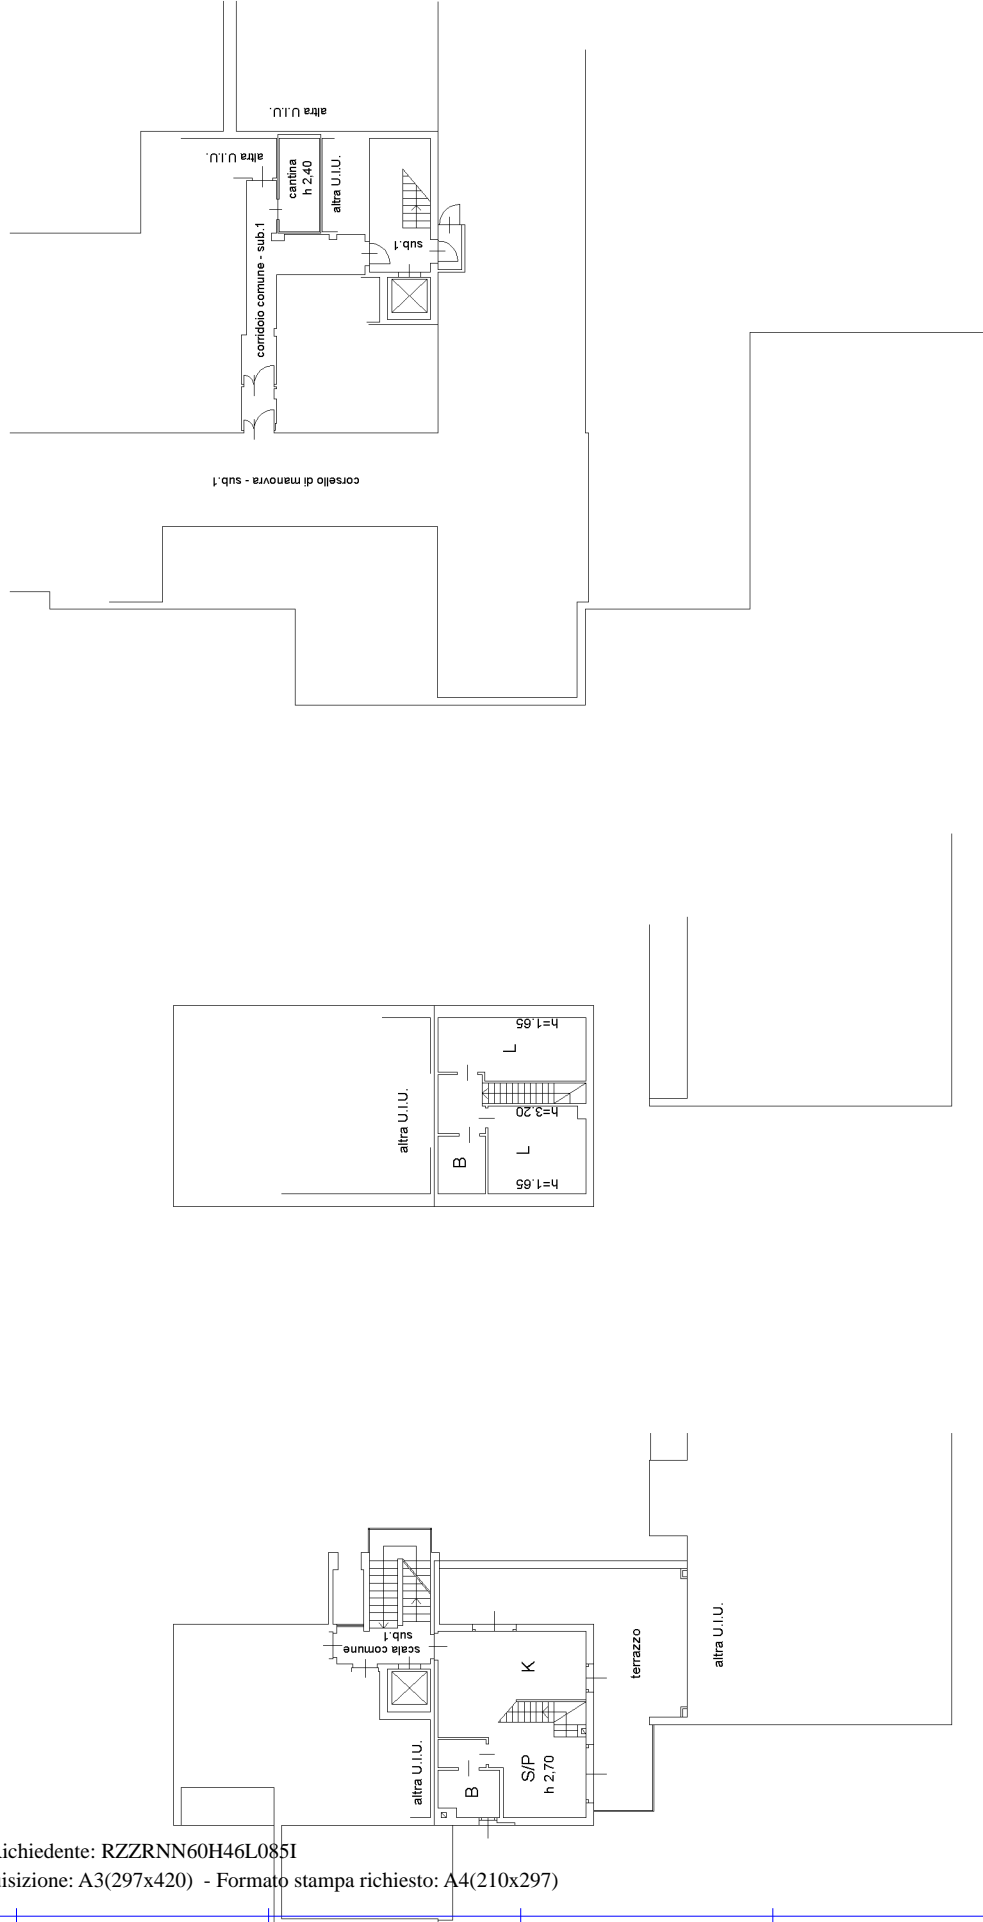 altra U.I.U.
altra U.I.U.
cantina
h 2,40
altra U.I.U.
sub.1
corridoio comune - sub.1
corsello di manovra - sub.1
h=1.65
L
altra U.I.U.
h=3.20
B
L
h=1.65
scala comune
sub.1
K
terrazzo
altra U.I.U.
altra U.I.U.
B
S/P
h 2,70
ichiedente: RZZRNN60H46L085I
isizione: A3(297x420) - Formato stampa richiesto: A4(210x297)